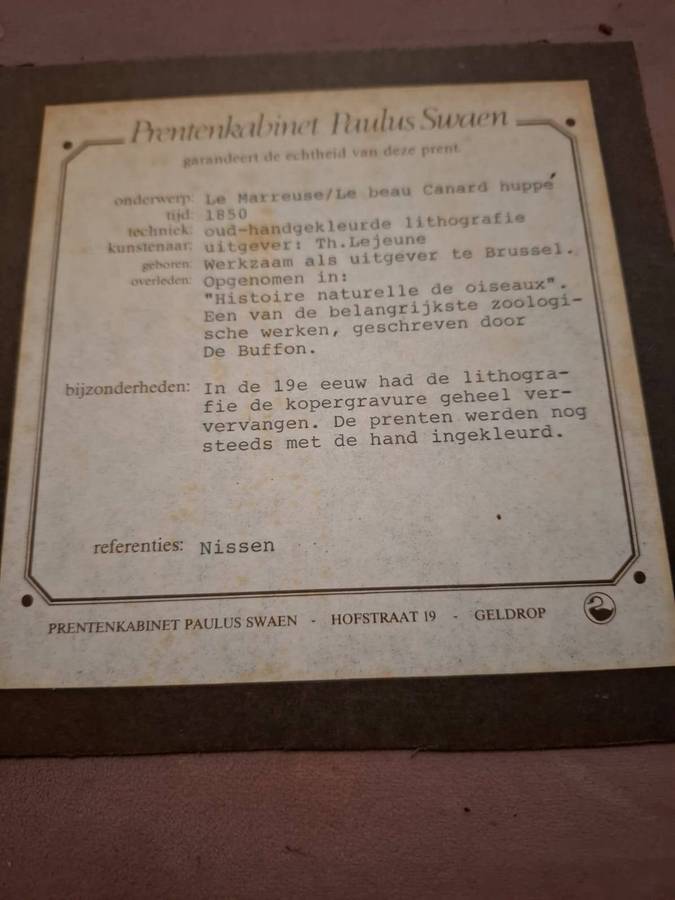 Prentenkabinet Paulus Swaen
garandeert de echtheid van deze prent
onderwerp: Le Marreuse/Le beau Canard huppé
tijd: 1850
techniek: oud-handgekleurde lithografie
kunstenaar: uitgever: Th.Lejeune
geboren: Werkzaam als uitgever te Brussel.
overleden: Opgenomen in:
"Histoire naturelle de oiseaux".
Een van de belangrijkste zoologi-
sche werken, geschreven door
De Buffon.
bijzonderheden: In de 19e eeuw had de lithogra-
fie de kopergravure geheel ver-
vervangen. De prenten werden nog
steeds met de hand ingekleurd.
referenties: Nissen
PRENTENKABINET PAULUS SWAEN - HOFSTRAAT 19 - GELDROP